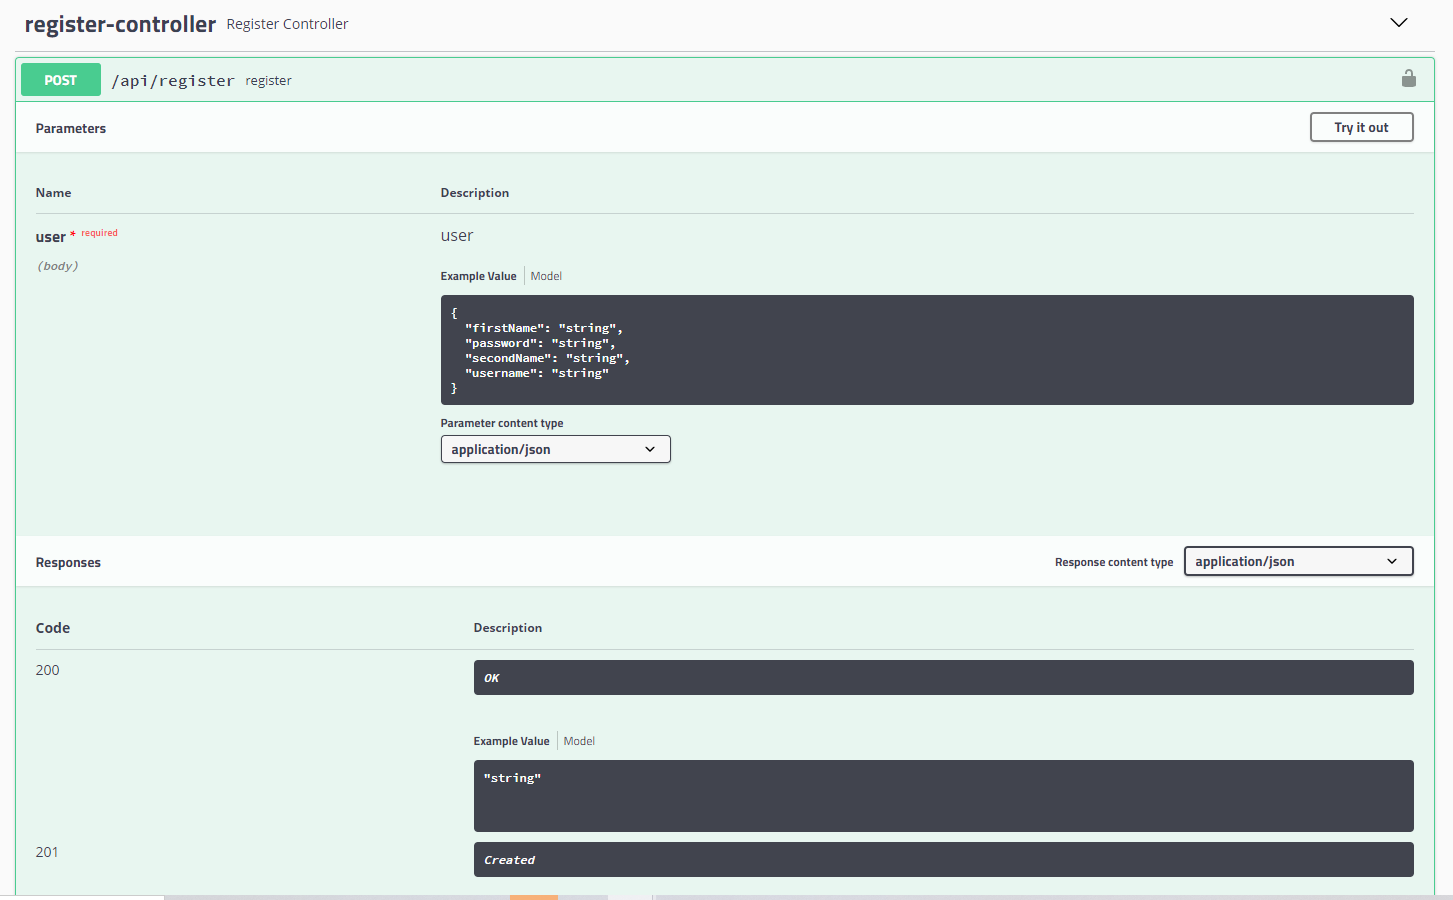 register-controller Register Controller
POST /api/register register
Parameters Try it out
Name Description
user * required user
(body)
Example Value Model
{
"firstName": "string",
"password": "string",
"secondName": "string",
"username": "string"
}
Parameter content type
application/json
Responses Response content type application/json
Code Description
200 OK
Example Value Model
"string"
201 Created